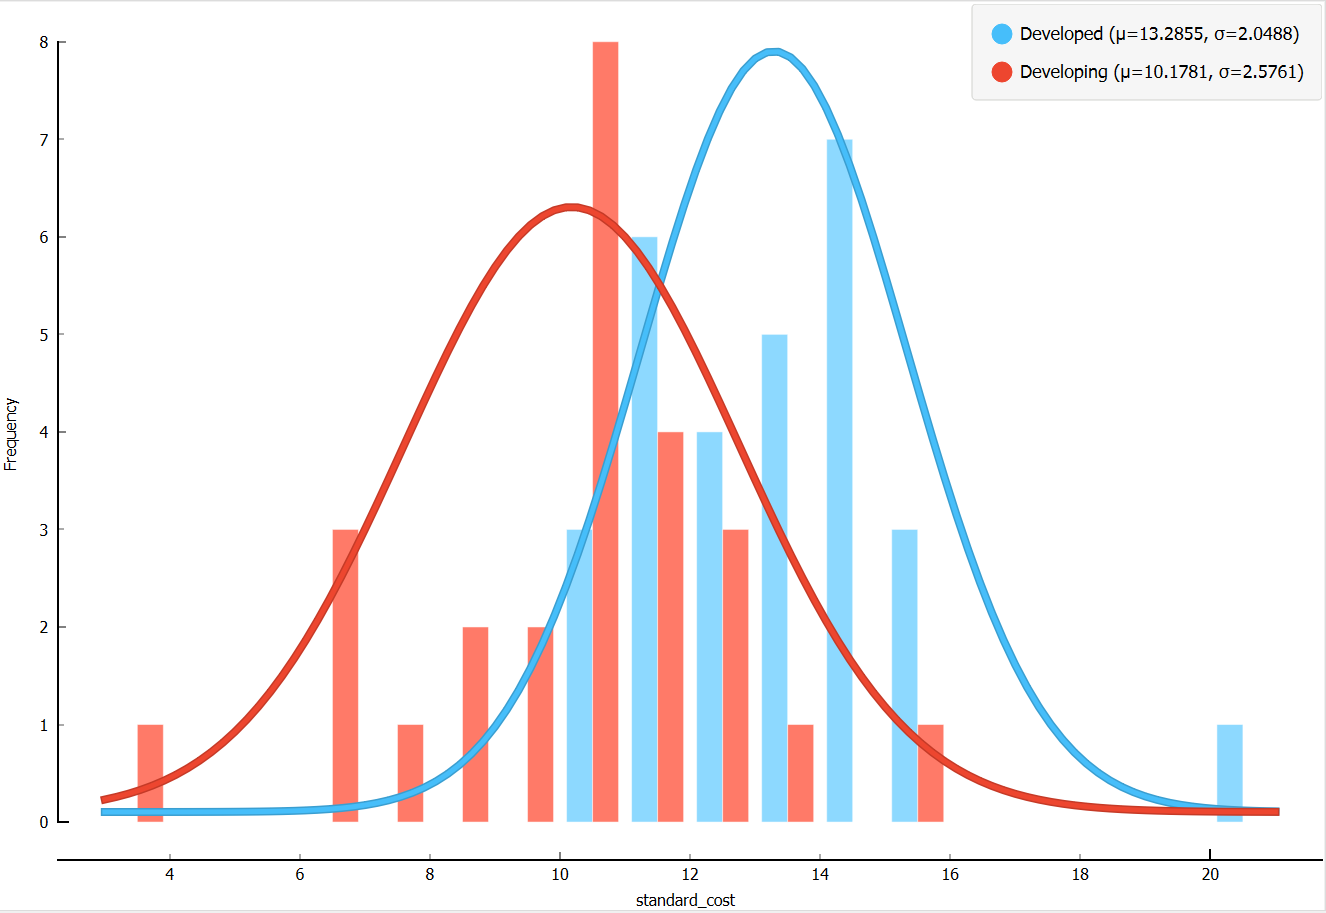 Developed (μ=13.2855, σ=2.0488)
Developing (μ=10.1781, σ=2.5761)
8
7
6
5
4
3
2
1
0
Frequency
4 6 8 10 12 14 16 18 20
standard_cost